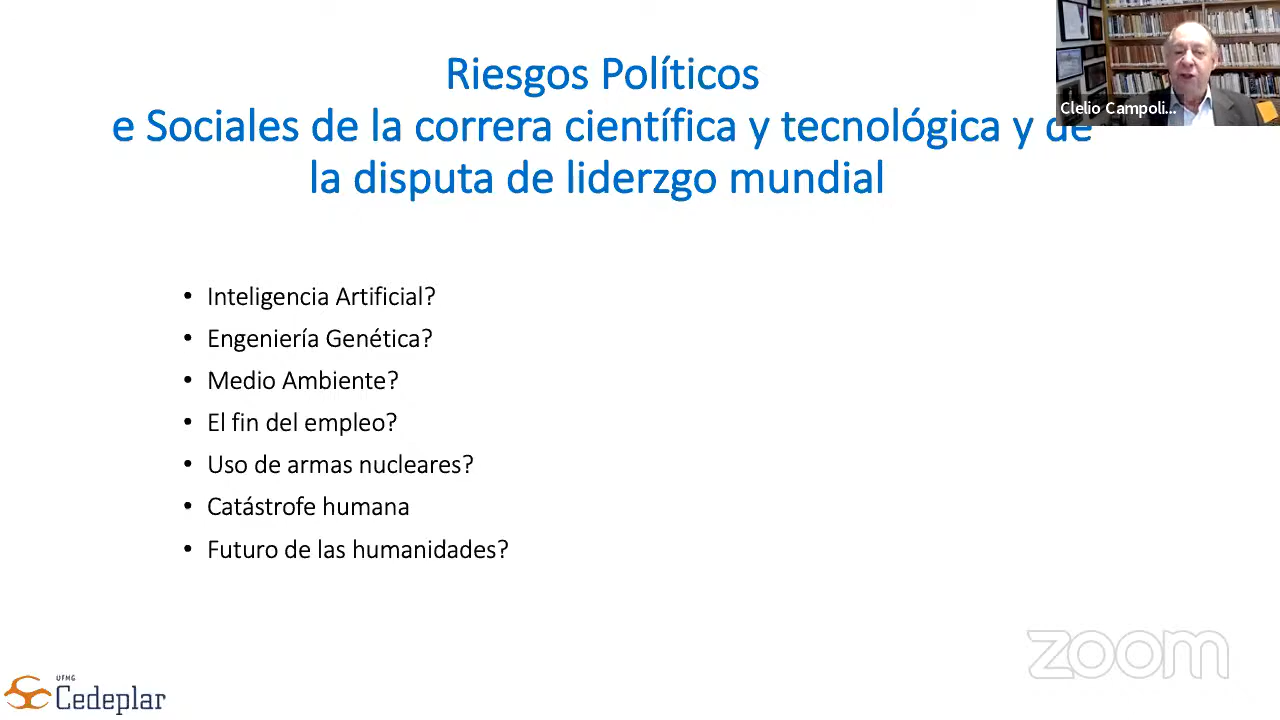 Riesgos Políticos
e Sociales de la correra científica y tecnológica y de
la disputa de liderzgo mundial
Clelio Campoli...
• Inteligencia Artificial?
• Engeniería Genética?
• Medio Ambiente?
• El fin del empleo?
• Uso de armas nucleares?
• Catástrofe humana
• Futuro de las humanidades?
zoom
UFMG
Cedeplar